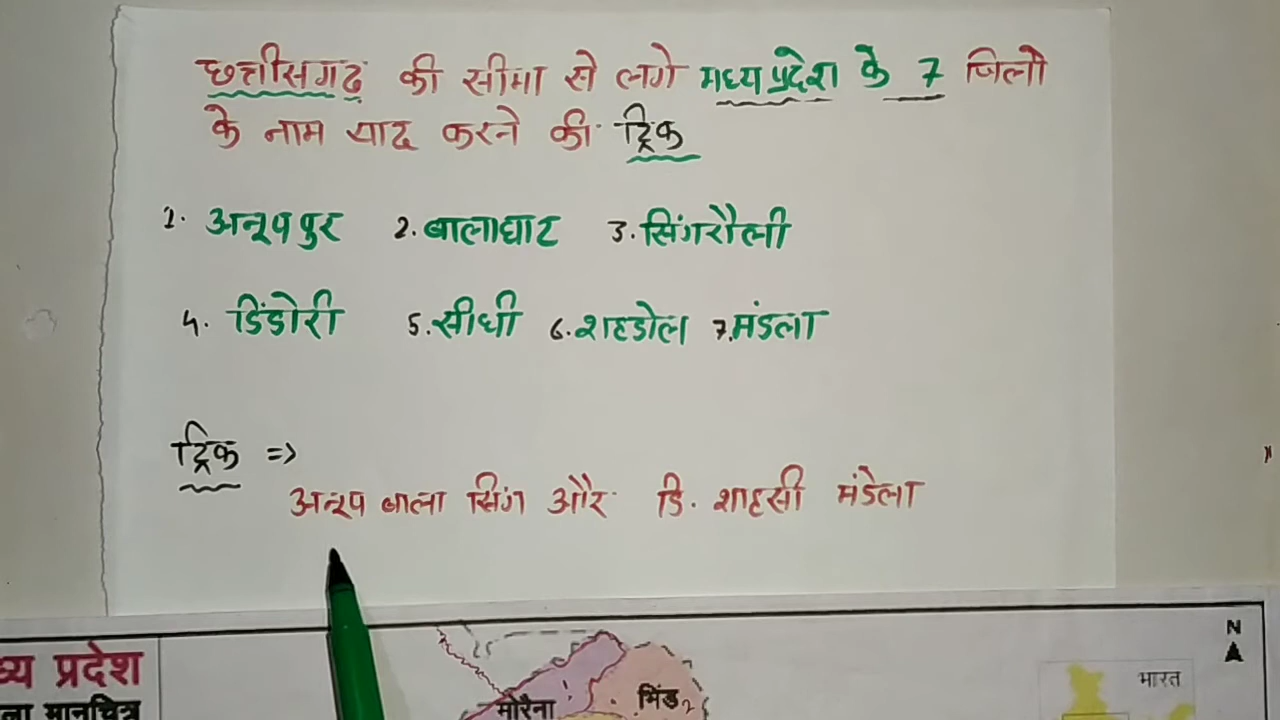 छत्तीसगढ़ की सीमा से लगे मध्य प्रदेश के 7 जिलो
के नाम याद करने की ट्रिक
1. अनूपपुर 2. बालाघाट 3. सिंगरौली
4. डिंडोरी 5. सीधी 6. शहडोल 7. मंडला
ट्रिक =>
अनूप बाला सिंग और डि. शाहसी मंडेला
N
ध्य प्रदेश
भारत
ला मानचित्र
मोरैना
भिंड